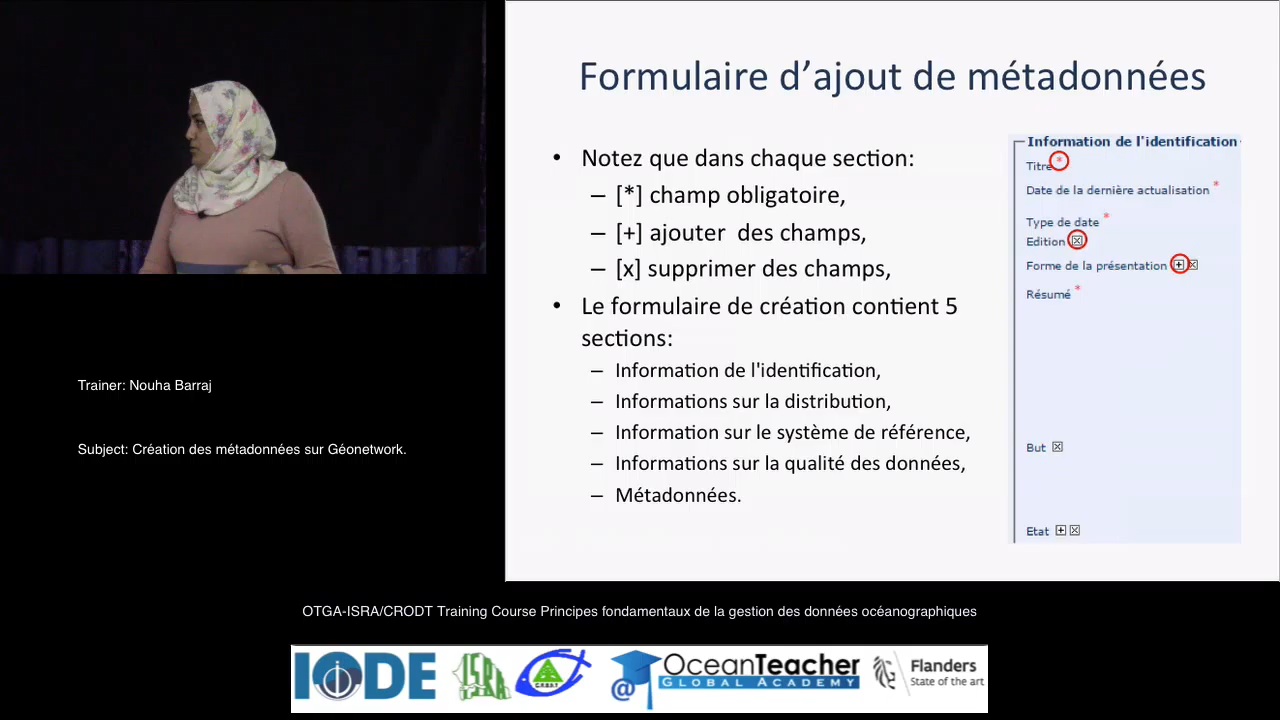 Formulaire d’ajout de métadonnées
• Notez que dans chaque section:
– [*] champ obligatoire,
– [+] ajouter des champs,
– [x] supprimer des champs,
• Le formulaire de création contient 5
sections:
– Information de l'identification,
– Informations sur la distribution,
– Information sur le système de référence,
– Informations sur la qualité des données,
– Métadonnées.
Information de l'identification
Titre *
Date de la dernière actualisation *
Type de date *
Edition
Forme de la présentation
Résumé *
But
Etat
Trainer: Nouha Barraj
Subject: Création des métadonnées sur Géonetwork.
OTGA-ISRA/CRODT Training Course Principes fondamentaux de la gestion des données océanographiques
IODE
ISRA
@
OceanTeacher
GLOBAL ACADEMY
Flanders
State of the art